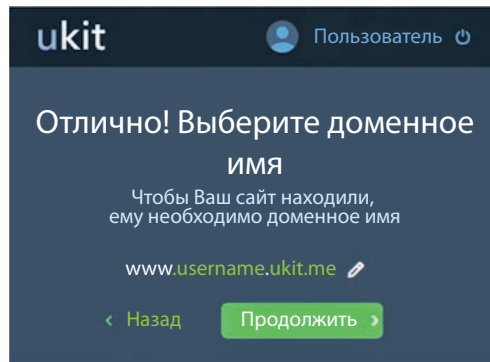 ukit
Пользователь
Отлично! Выберите доменное
имя
Чтобы Ваш сайт находили,
ему необходимо доменное имя
www.username.ukit.me
Назад
Продолжить